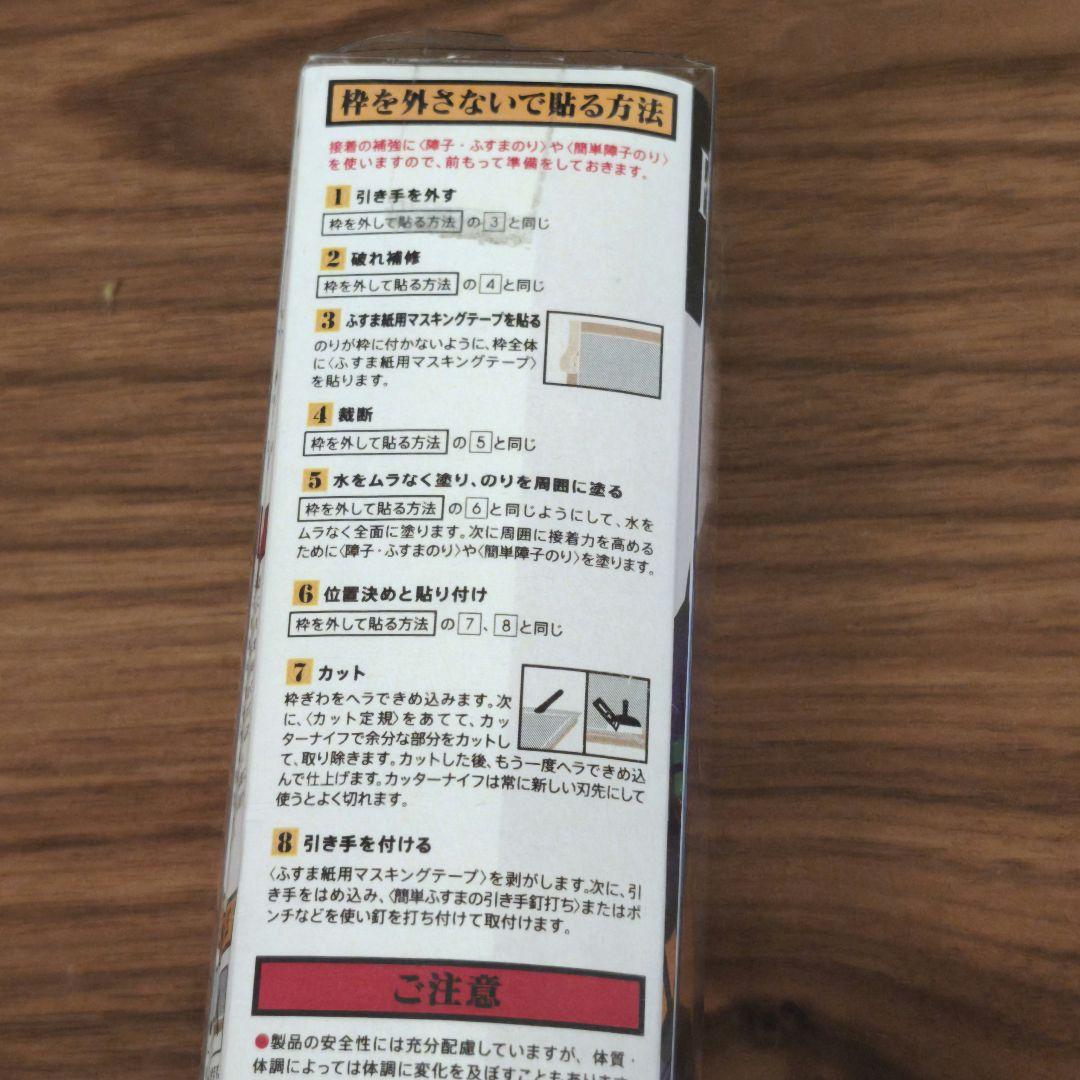 枠を外さないで貼る方法
接着の補強に〈障子・ふすまのり〉や〈簡単障子のり〉
を使いますので、前もって準備をしておきます。
1 引き手を外す
枠を外して貼る方法 の 3 と同じ
2 破れ補修
枠を外して貼る方法 の 4 と同じ
3 ふすま紙用マスキングテープを貼る
のりが枠に付かないように、枠全体
に〈ふすま紙用マスキングテープ〉
を貼ります。
4 裁断
枠を外して貼る方法 の 5 と同じ
5 水をムラなく塗り、のりを周囲に塗る
枠を外して貼る方法 の 6 と同じようにして、水を
ムラなく全面に塗ります。次に周囲に接着力を高める
ために〈障子・ふすまのり〉や〈簡単障子のり〉を塗ります。
6 位置決めと貼り付け
枠を外して貼る方法 の 7、8 と同じ
7 カット
枠ぎわをヘラできめ込みます。次
に、〈カット定規〉をあてて、カッ
ターナイフで余分な部分をカットし
て、取り除きます。カットした後、もう一度ヘラできめ込
んで仕上げます。カッターナイフは常に新しい刃先にして
使うとよく切れます。
8 引き手を付ける
〈ふすま紙用マスキングテープ〉を剥がします。次に、引
き手をはめ込み、〈簡単ふすまの引き手釘打ち〉またはポ
ンチなどを使い釘を打ち付けて取付けます。
ご注意
●製品の安全性には充分配慮していますが、体質・
体調によっては体調に変化を及ぼすこともあります